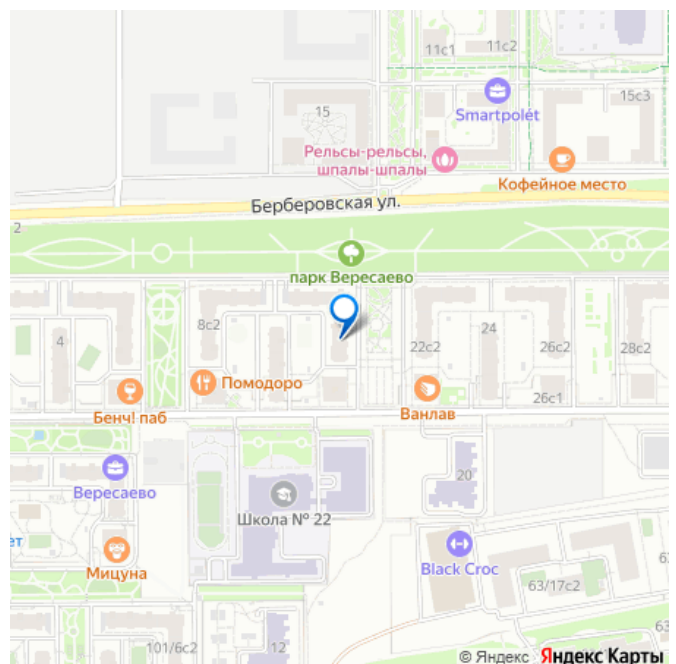 11с1
11с2
15с3
Smartpolét
15
Рельсы-рельсы,
шпалы-шпалы
Кофейное место
Берберовская ул.
2
парк Вересаево
8с2
4
22с2
24
26с2
28с2
Помодоро
Бенч! паб
Ванлав
26с1
20
Вересаево
Школа № 22
ет
Мицуна
Black Croc
63/17с2
6
101/6с2
12
© Яндекс Яндекс Карты